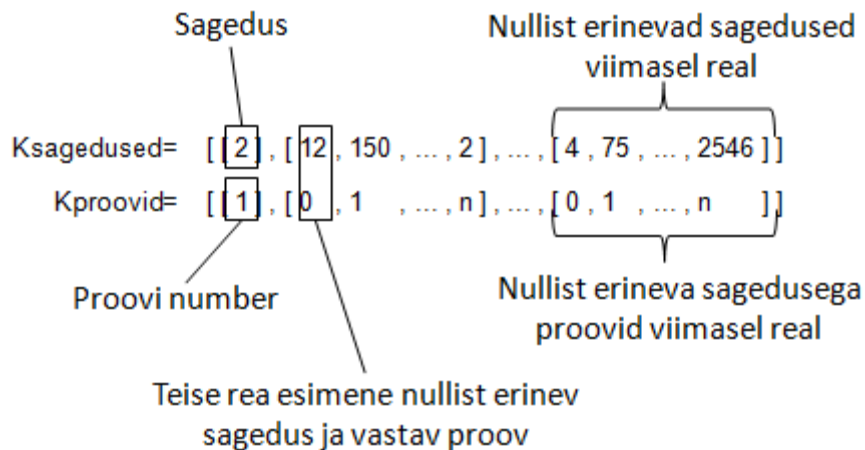 Sagedus
Nullist erinevad sagedused
viimasel real
Ksagedused= [ [ 2 ] , [ 12 , 150 , ... , 2 ] , ... , [ 4 , 75 , ... , 2546 ] ]
Kproovid= [ [ 1 ] , [ 0 , 1 , ... , n ] , ... , [ 0 , 1 , ... , n ] ]
Proovi number
Nullist erineva sagedusega
proovid viimasel real
Teise rea esimene nullist erinev
sagedus ja vastav proov